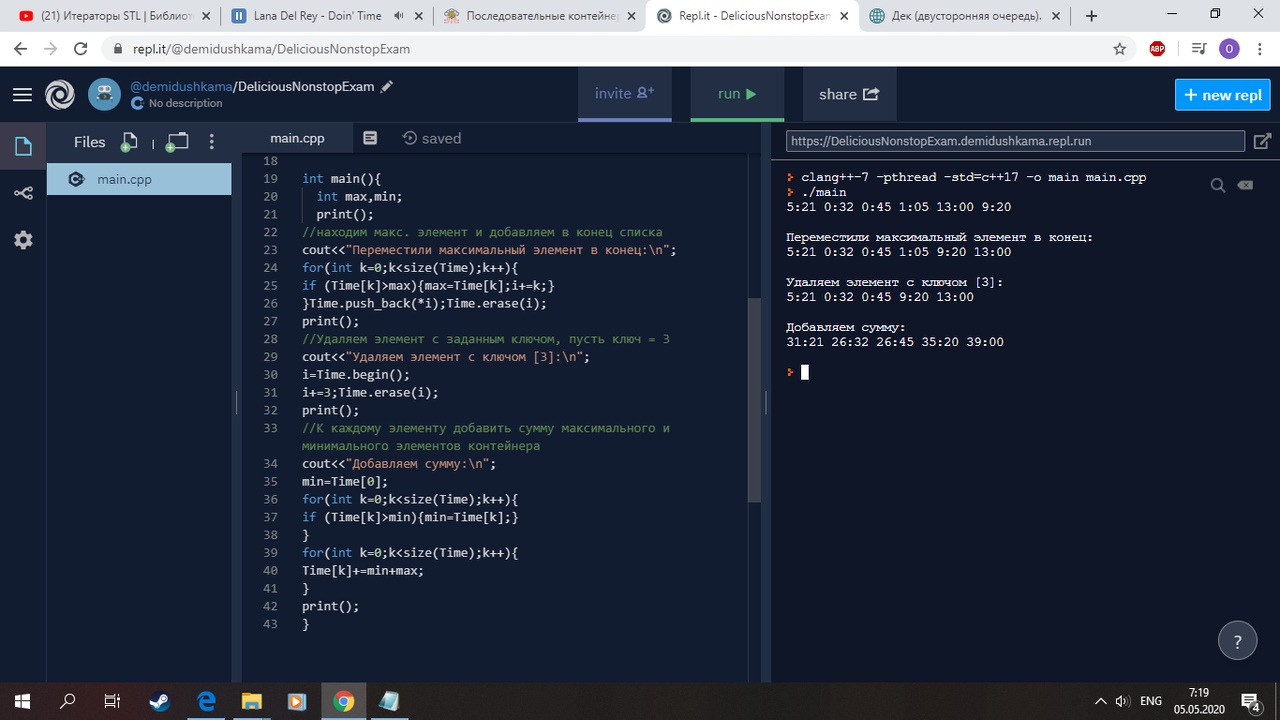 (21) Итераторы STL | Библиот
Lana Del Rey - Doin' Time
Последовательные контейне
Repl.it - DeliciousNonstopExam
Дек (двусторонняя очередь).
repl.it/@demidushkama/DeliciousNonstopExam
ABP
O
@demidushkama/DeliciousNonstopExam
No description
invite
run
share
+ new repl
Files
main.cpp
main.cpp
saved
https://DeliciousNonstopExam.demidushkama.repl.run
18
19 int main(){
20 int max,min;
21 print();
22 //находим макс. элемент и добавляем в конец списка
23 cout<<"Переместили максимальный элемент в конец:\n";
24 for(int k=0;k<size(Time);k++){
25 if (Time[k]>max){max=Time[k];i+=k;}
26 }Time.push_back(*i);Time.erase(i);
27 print();
28 //Удаляем элемент с заданным ключом, пусть ключ = 3
29 cout<<"Удаляем элемент с ключом [3]:\n";
30 i=Time.begin();
31 i+=3;Time.erase(i);
32 print();
33 //К каждому элементу добавить сумму максимального и
минимального элементов контейнера
34 cout<<"Добавляем сумму:\n";
35 min=Time[0];
36 for(int k=0;k<size(Time);k++){
37 if (Time[k]>min){min=Time[k];}
38 }
39 for(int k=0;k<size(Time);k++){
40 Time[k]+=min+max;
41 }
42 print();
43 }
clang++-7 -pthread -std=c++17 -o main main.cpp
./main
5:21 0:32 0:45 1:05 13:00 9:20
Переместили максимальный элемент в конец:
5:21 0:32 0:45 1:05 9:20 13:00
Удаляем элемент с ключом [3]:
5:21 0:32 0:45 9:20 13:00
Добавляем сумму:
31:21 26:32 26:45 35:20 39:00
?
ENG
7:19
05.05.2020
4